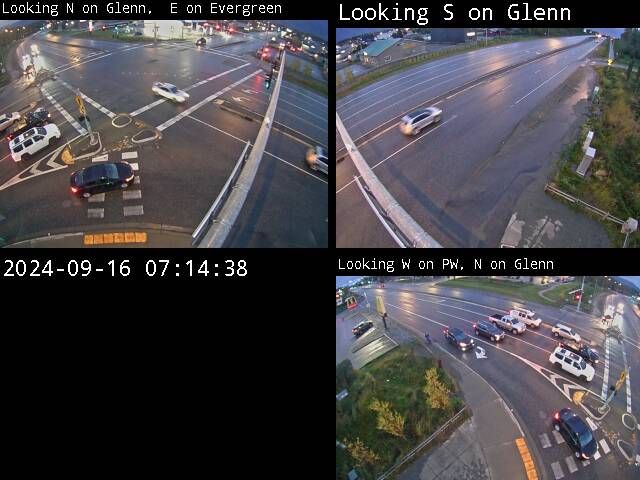 Looking N on Glenn, E on Evergreen
Looking S on Glenn
2024-09-16 07:14:38
Looking W on PW, N on Glenn